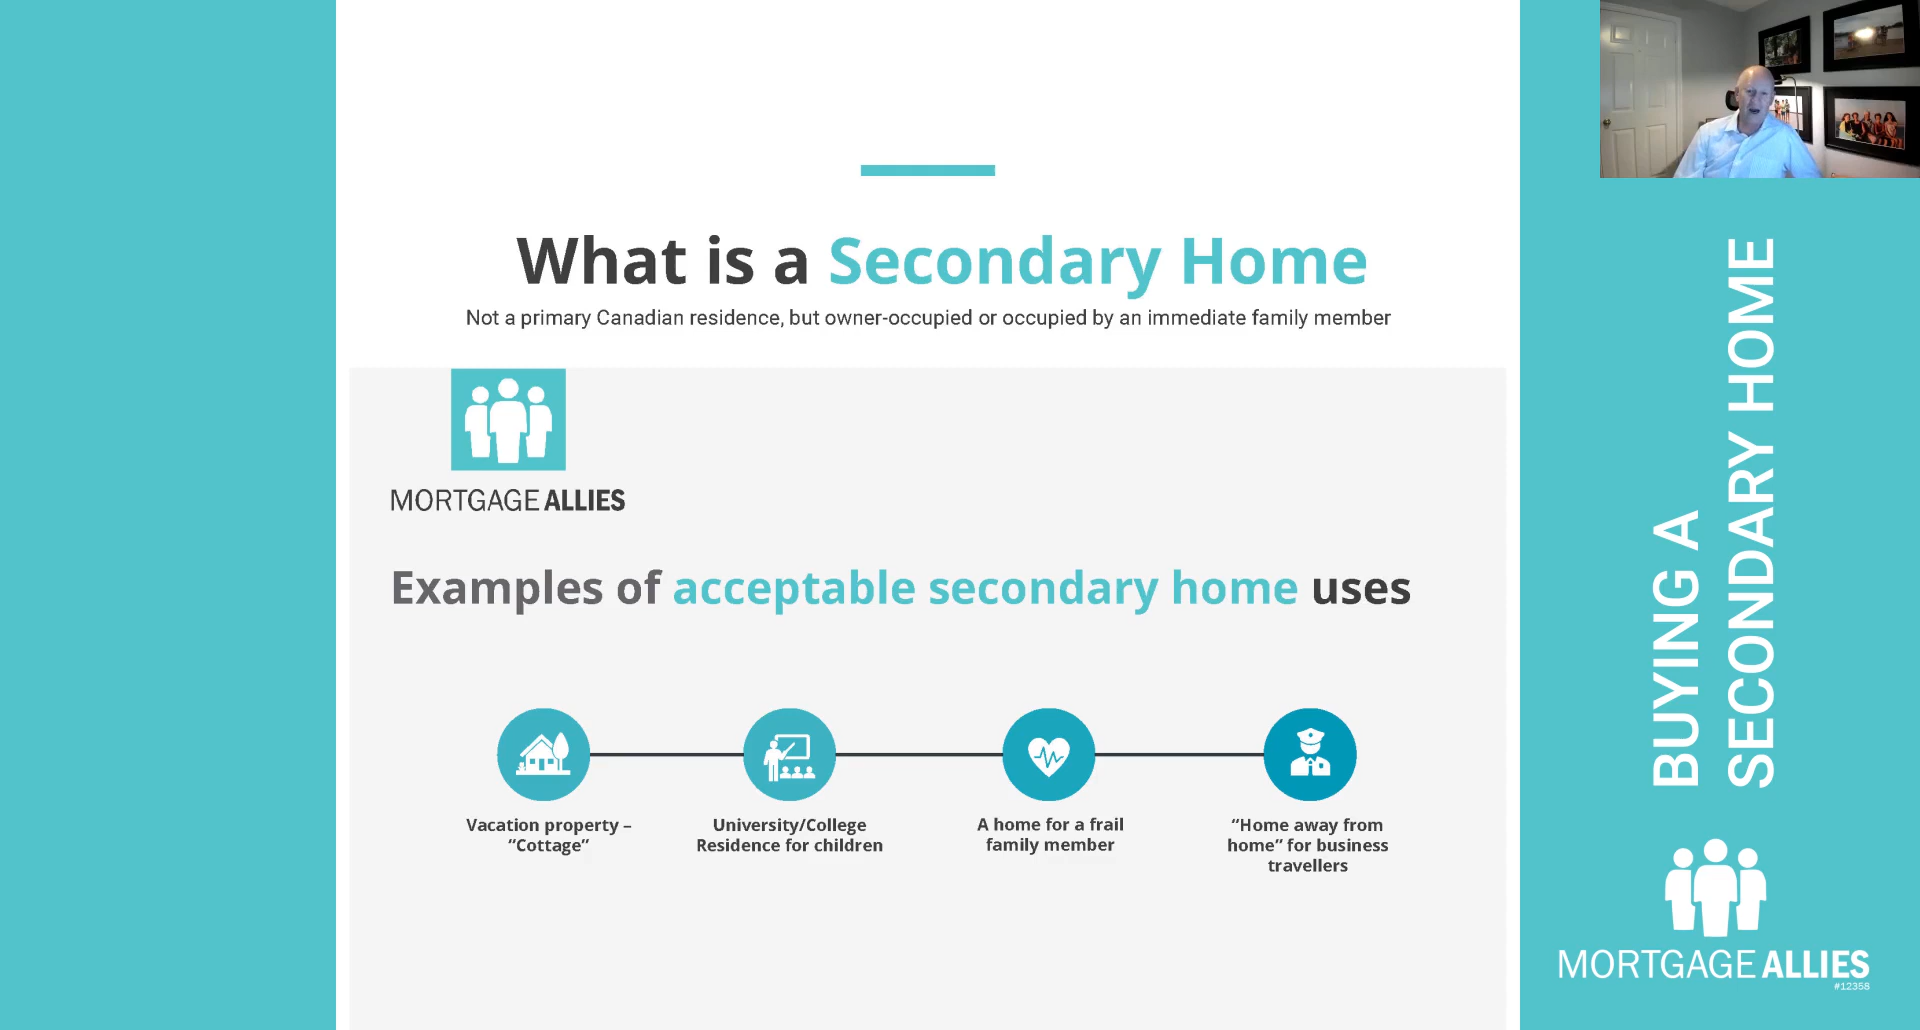 What is a Secondary Home
Not a primary Canadian residence, but owner-occupied or occupied by an immediate family member
MORTGAGE ALLIES
Examples of acceptable secondary home uses
Vacation property –
“Cottage”
University/College
Residence for children
A home for a frail
family member
“Home away from
home” for business
travellers
BUYING A
SECONDARY HOME
MORTGAGE ALLIES
#12358